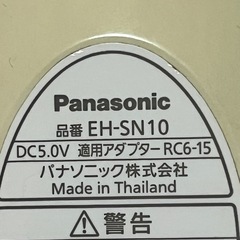 Panasonic
品番 EH-SN10
DC5.0V 適用アダプター RC6-15
パナソニック株式会社
Made in Thailand
警告